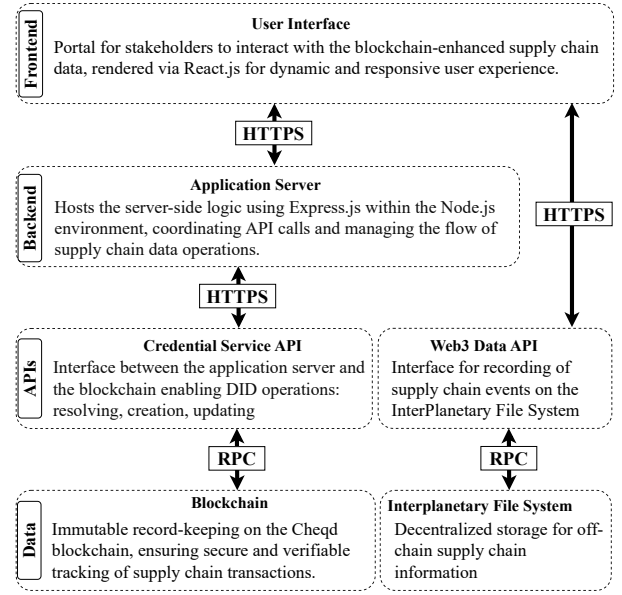 Frontend
User Interface
Portal for stakeholders to interact with the blockchain-enhanced supply chain
data, rendered via React.js for dynamic and responsive user experience.
HTTPS
HTTPS
Backend
Application Server
Hosts the server-side logic using Express.js within the Node.js
environment, coordinating API calls and managing the flow of
supply chain data operations.
HTTPS
APIs
Credential Service API
Interface between the application server and
the blockchain enabling DID operations:
resolving, creation, updating
Web3 Data API
Interface for recording of
supply chain events on the
InterPlanetary File System
RPC
RPC
Data
Blockchain
Immutable record-keeping on the Cheqd
blockchain, ensuring secure and verifiable
tracking of supply chain transactions.
Interplanetary File System
Decentralized storage for off-
chain supply chain
information